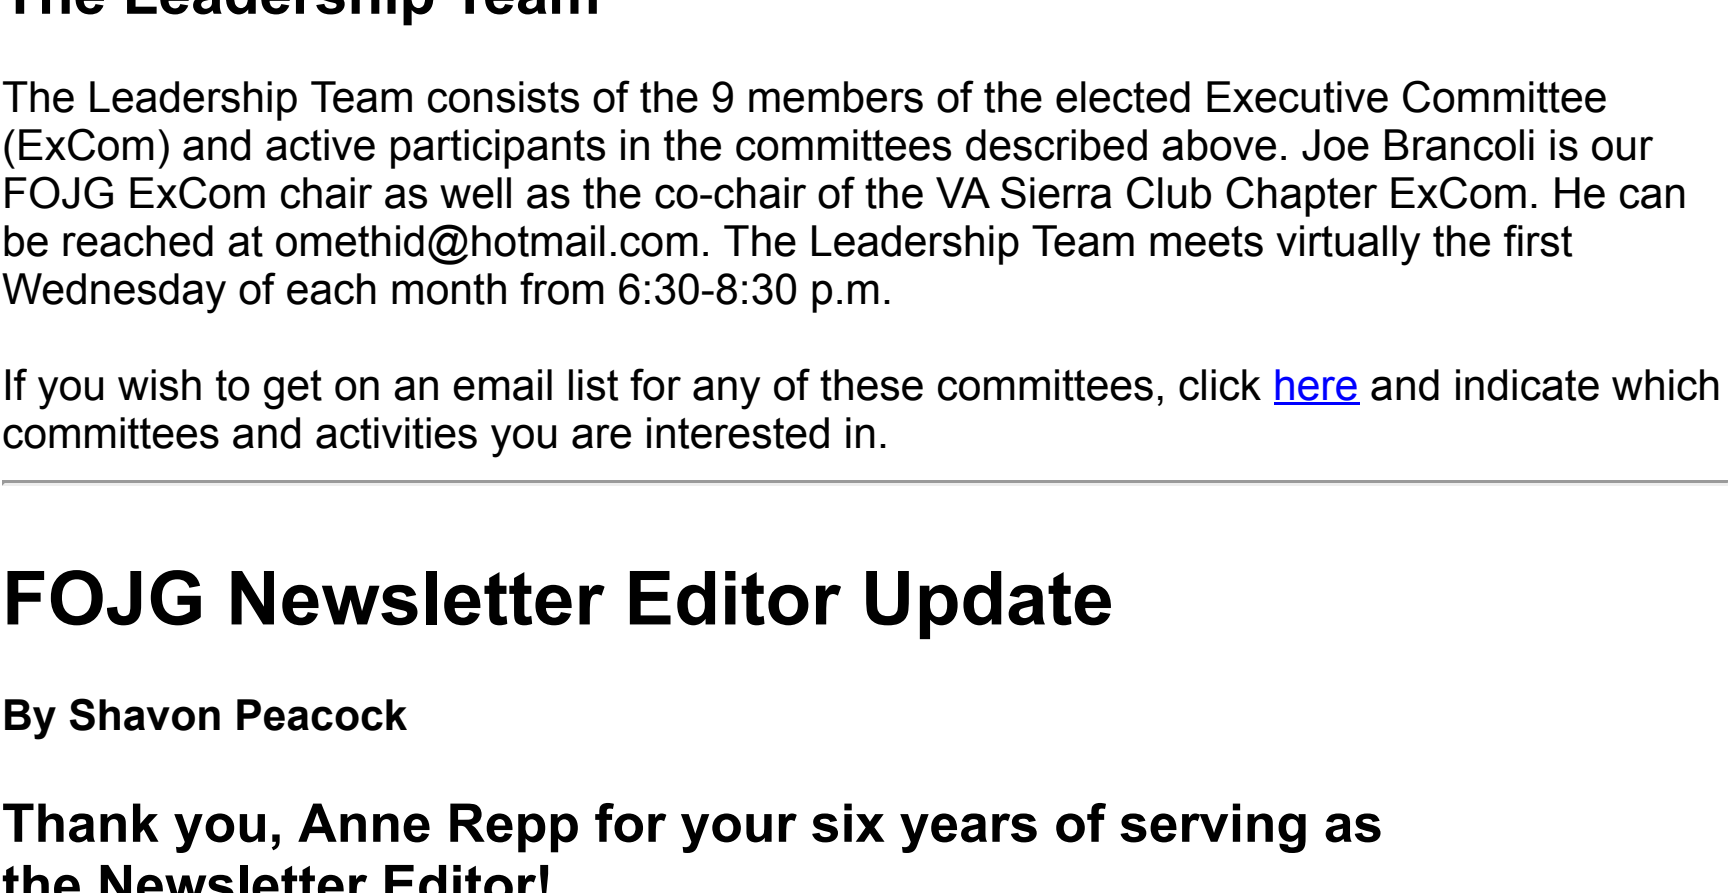 The Leadership Team
The Leadership Team consists of the 9 members of the elected Executive Committee
(ExCom) and active participants in the committees described above. Joe Brancoli is our
FOJG ExCom chair as well as the co-chair of the VA Sierra Club Chapter ExCom. He can
be reached at omethid@hotmail.com. The Leadership Team meets virtually the first
Wednesday of each month from 6:30-8:30 p.m.
If you wish to get on an email list for any of these committees, click here and indicate which
committees and activities you are interested in.
FOJG Newsletter Editor Update
By Shavon Peacock
Thank you, Anne Repp for your six years of serving as
the Newsletter Editor!